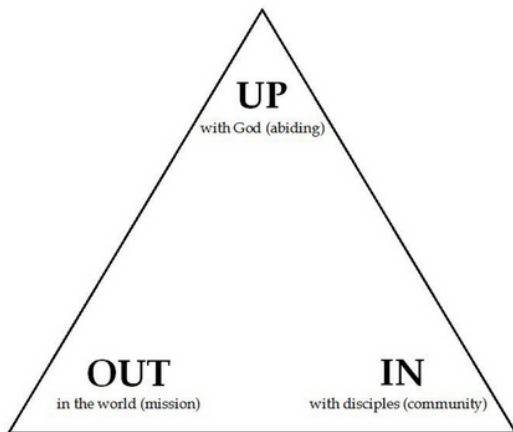 UP
with God (abiding)
OUT
in the world (mission)
IN
with disciples (community)